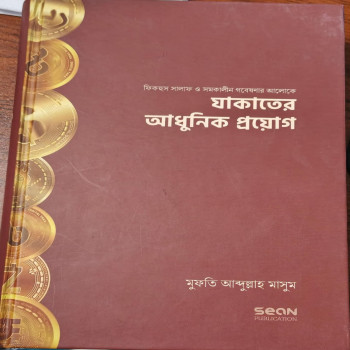 ফিকহুস সালাফ ও সমকালীন গবেষণার আলোকে
যাকাতের
আধুনিক প্রয়োগ
মুফতি আব্দুল্লাহ মাসুম
SEAN
PUBLICATION